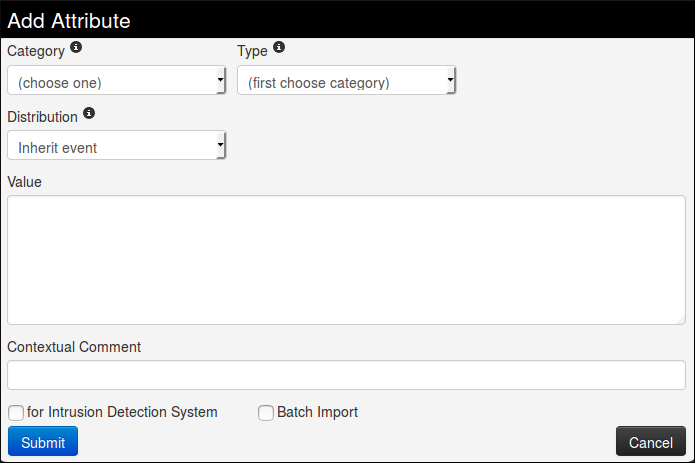 Add Attribute
Category Type
(choose one) (first choose category)
Distribution
Inherit event
Value
Contextual Comment
for Intrusion Detection System Batch Import
Submit Cancel